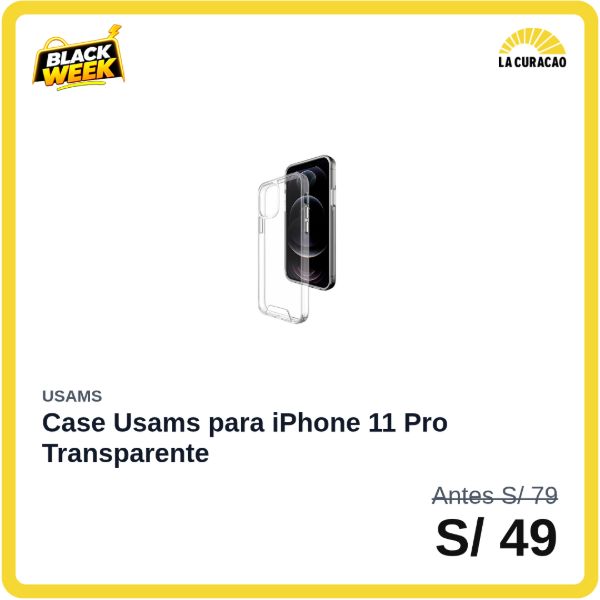 BLACK
WEEK
LA CURACAO
USAMS
Case Usams para iPhone 11 Pro
Transparente
Antes S/ 79
S/ 49